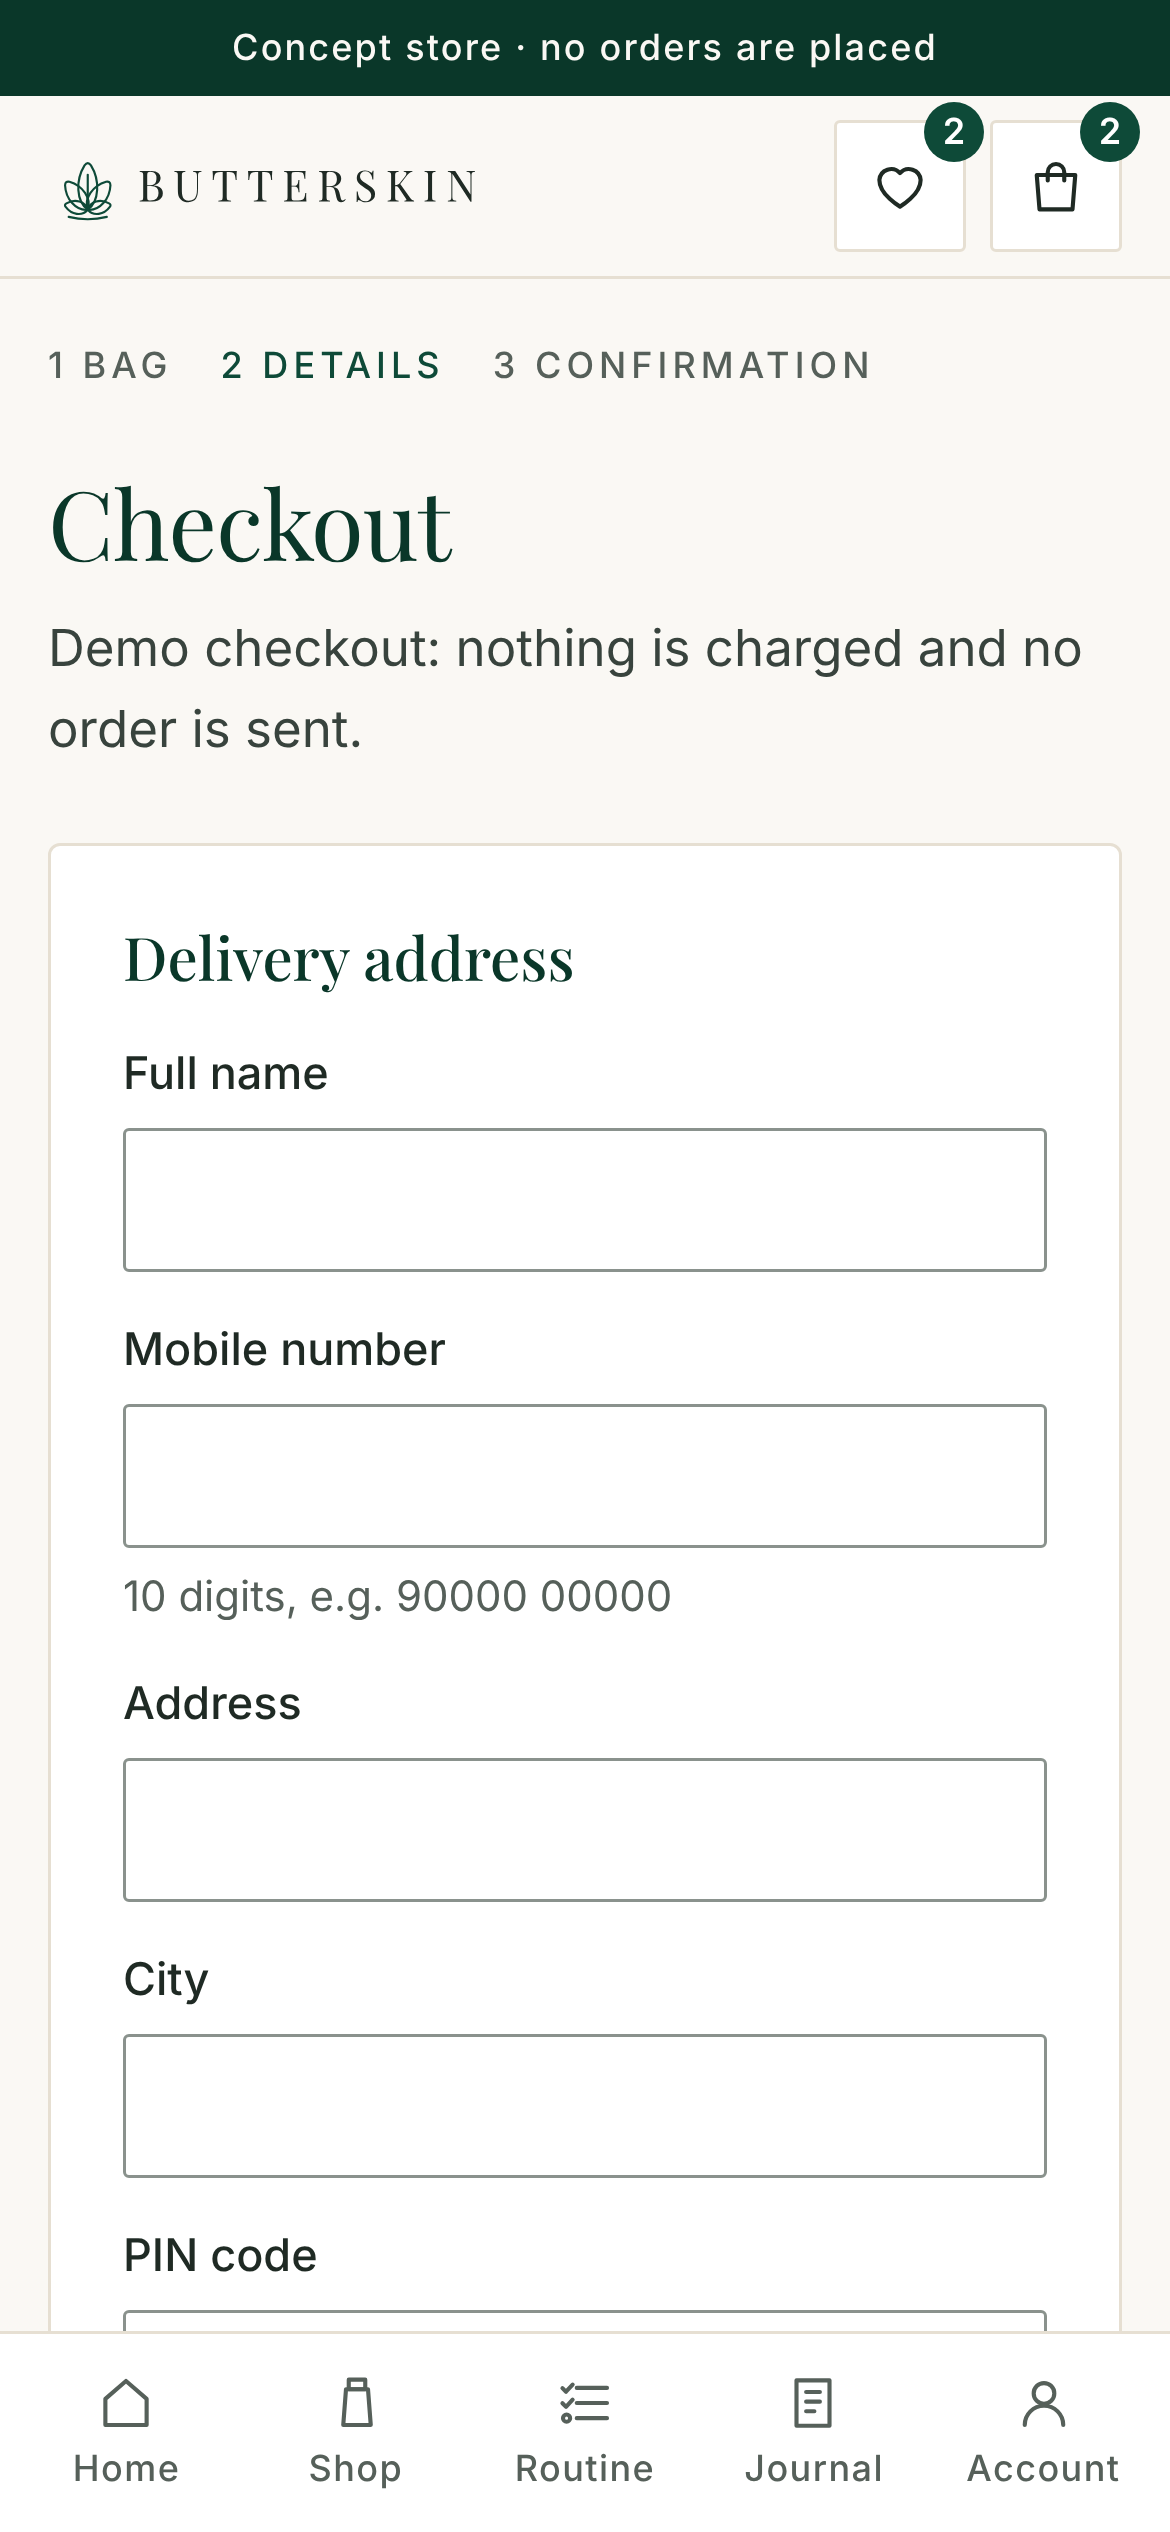 Concept store · no orders are placed
BUTTERSKIN
2
2
1 BAG 2 DETAILS 3 CONFIRMATION
Checkout
Demo checkout: nothing is charged and no
order is sent.
Delivery address
Full name
Mobile number
10 digits, e.g. 90000 00000
Address
City
PIN code
Home Shop Routine Journal Account